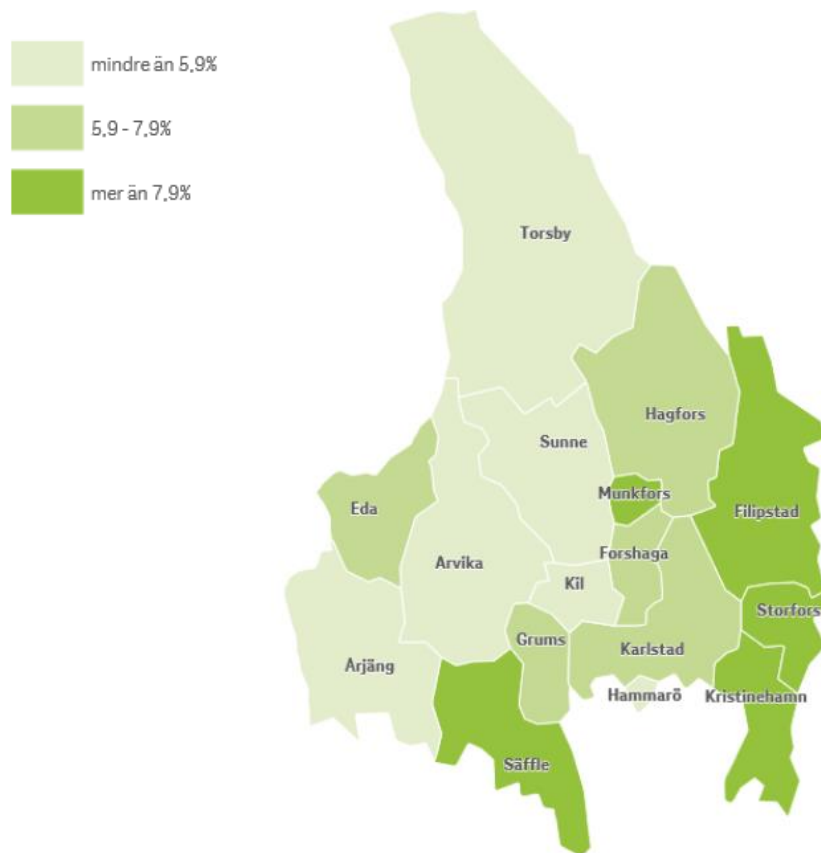 mindre än 5,9%
5,9 - 7,9%
mer än 7,9%
Torsby
Hagfors
Sunne
Munkfors
Eda
Filipstad
Forshaga
Arvika
Kil
Storfors
Grums
Karlstad
Årjäng
Hammarö
Kristinehamn
Säffle